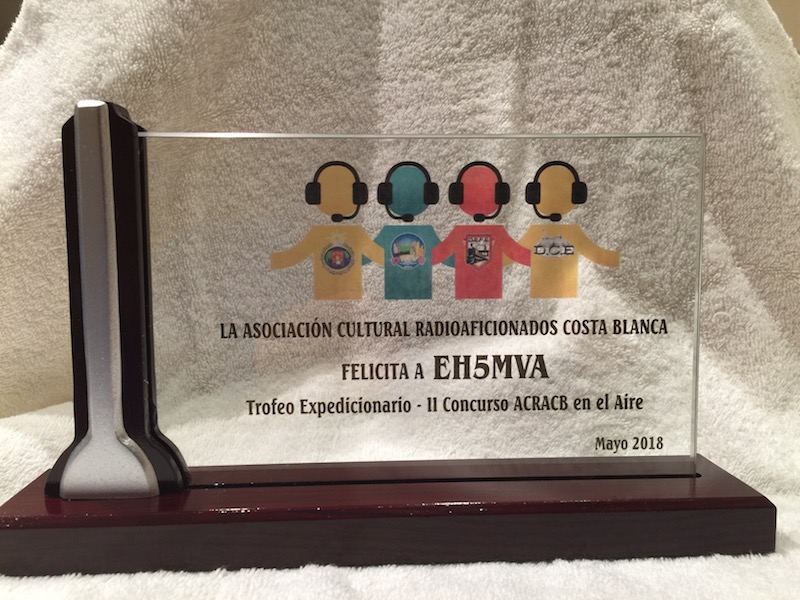 D.C.E
LA ASOCIACIÓN CULTURAL RADIOAFICIONADOS COSTA BLANCA
FELICITA A EH5MVA
Trofeo Expedicionario - II Concurso ACRACB en el Aire
Mayo 2018